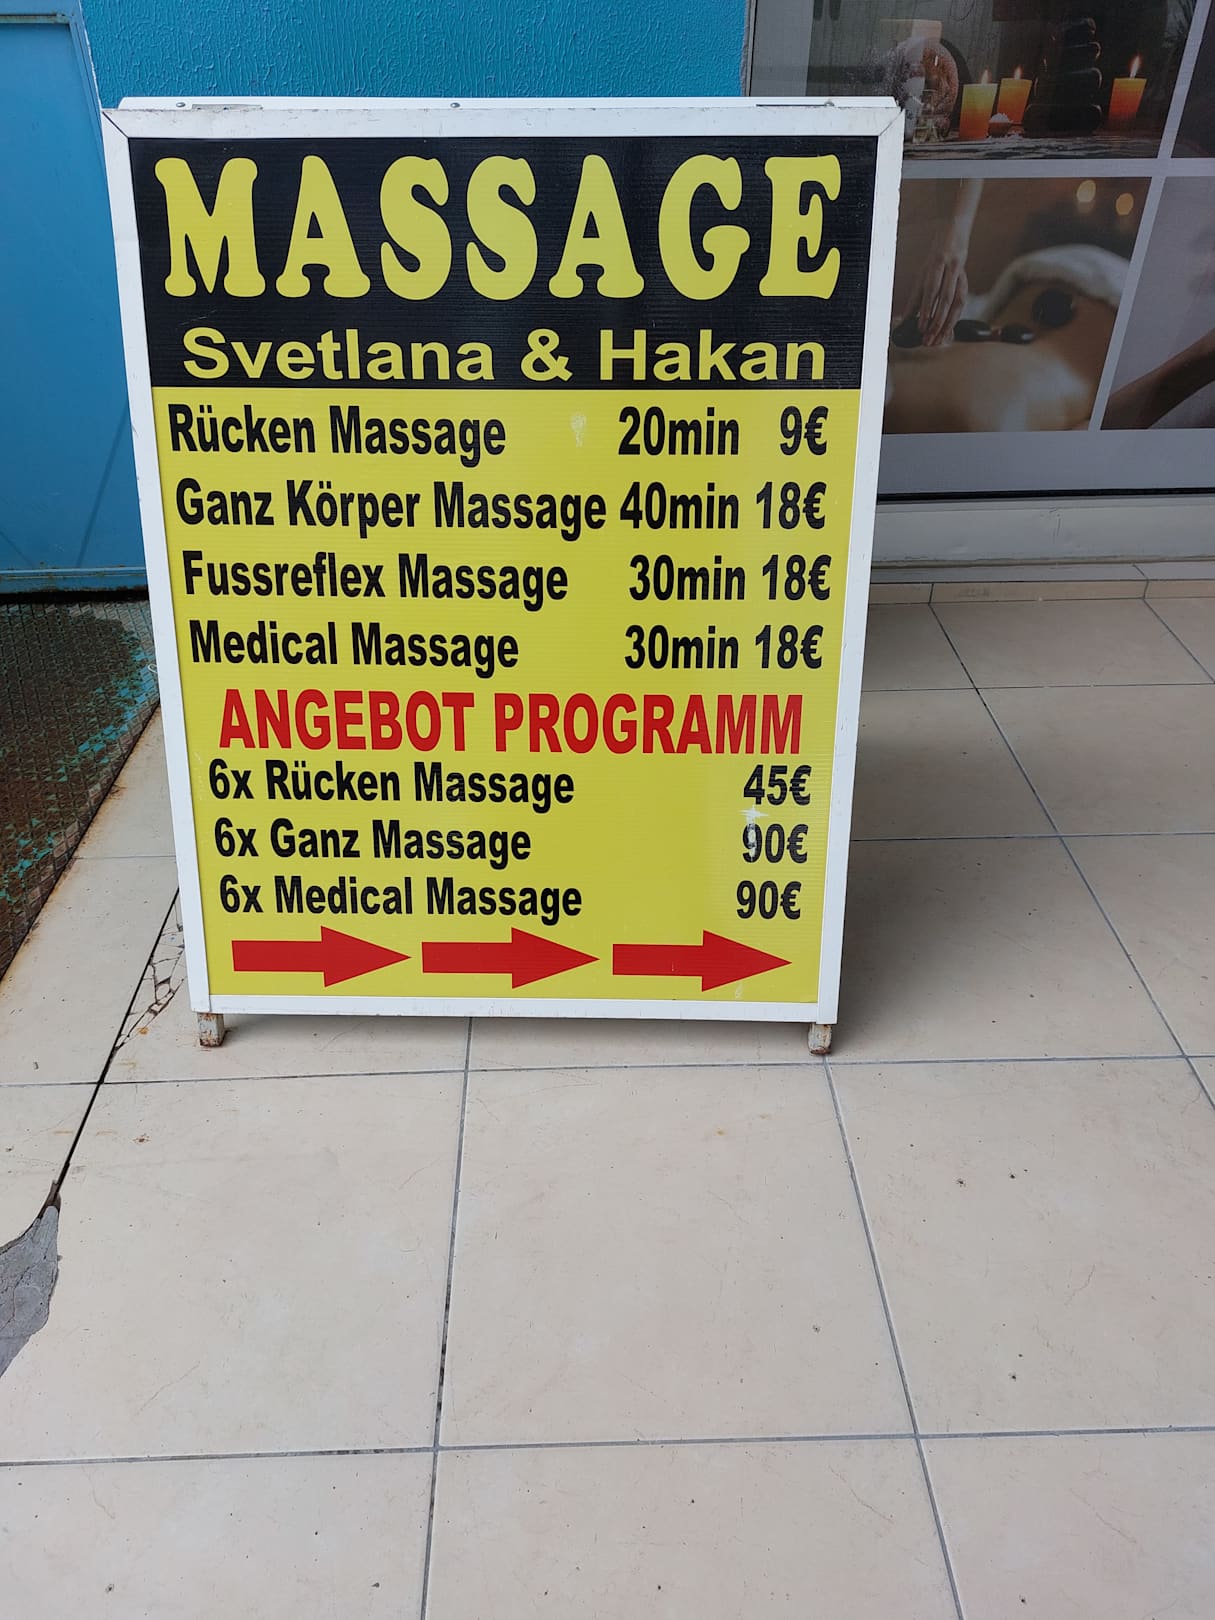 MASSAGE
Svetlana & Hakan
Rücken Massage 20min 9€
Ganz Körper Massage 40min 18€
Fussreflex Massage 30min 18€
Medical Massage 30min 18€
ANGEBOT PROGRAMM
6x Rücken Massage 45€
6x Ganz Massage 90€
6x Medical Massage 90€